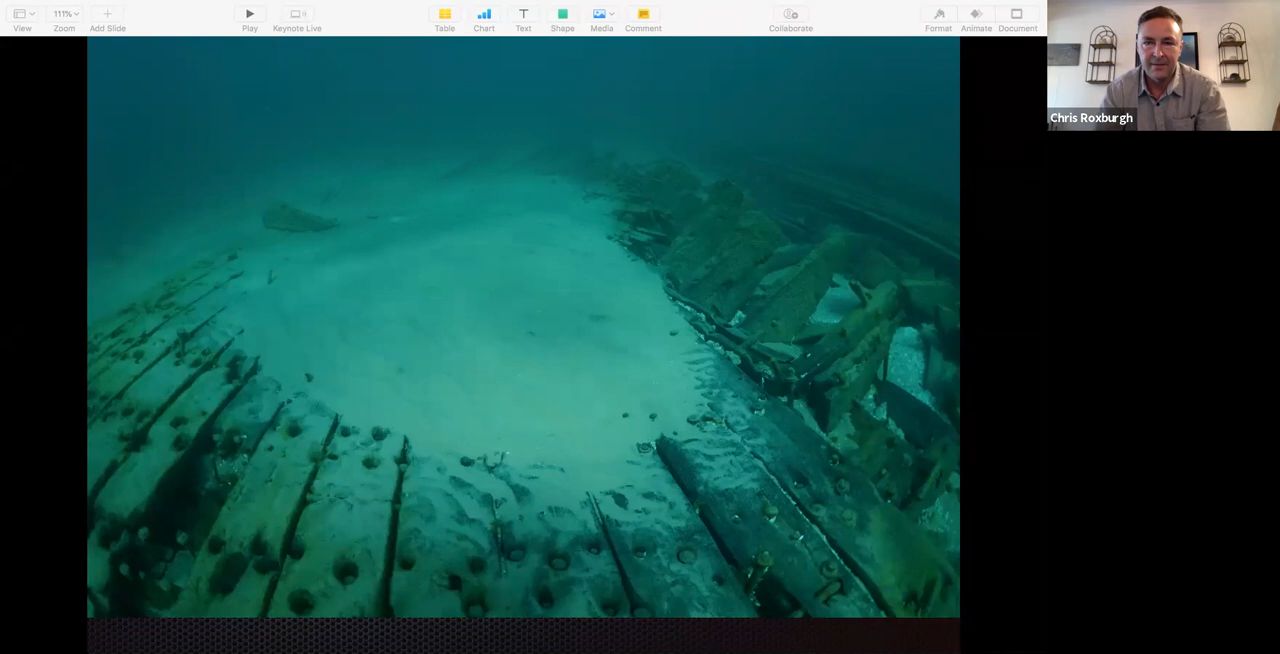 View
111%
Zoom
Add Slide
Play
Keynote Live
Table
Chart
Text
Shape
Media
Comment
Collaborate
Format
Animate
Document
Chris Roxburgh